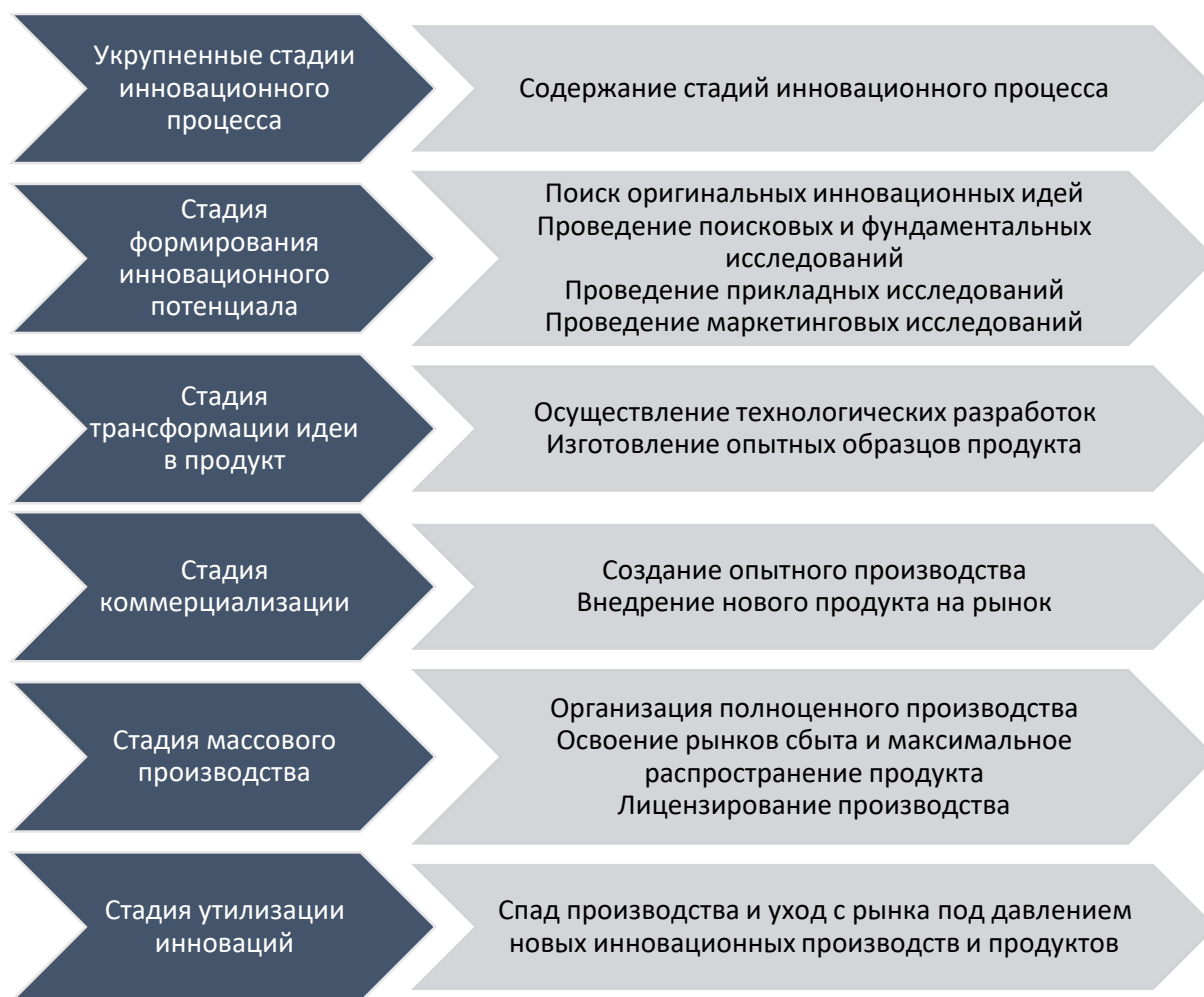 Укрупненные стадии
инновационного
процесса
Содержание стадий инновационного процесса
Стадия
формирования
инновационного
потенциала
Поиск оригинальных инновационных идей
Проведение поисковых и фундаментальных
исследований
Проведение прикладных исследований
Проведение маркетинговых исследований
Стадия
трансформации идеи
в продукт
Осуществление технологических разработок
Изготовление опытных образцов продукта
Стадия
коммерциализации
Создание опытного производства
Внедрение нового продукта на рынок
Стадия массового
производства
Организация полноценного производства
Освоение рынков сбыта и максимальное
распространение продукта
Лицензирование производства
Стадия утилизации
инноваций
Спад производства и уход с рынка под давлением
новых инновационных производств и продуктов